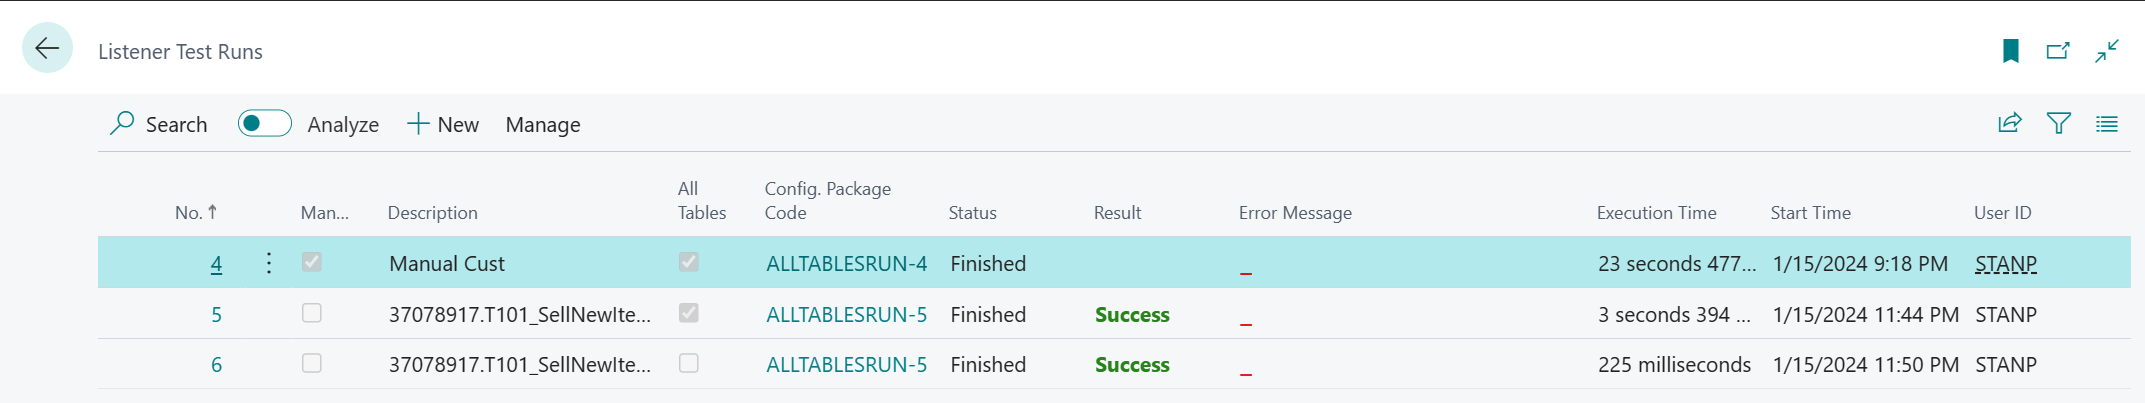 Listener Test Runs
Search Analyze New Manage
No. ↑ Man... Description All Tables Config. Package Code Status Result Error Message Execution Time Start Time User ID
4 Manual Cust ALLTABLESRUN-4 Finished _ 23 seconds 477... 1/15/2024 9:18 PM STANP
5 37078917.T101_SellNewIte... ALLTABLESRUN-5 Finished Success _ 3 seconds 394 ... 1/15/2024 11:44 PM STANP
6 37078917.T101_SellNewIte... ALLTABLESRUN-5 Finished Success _ 225 milliseconds 1/15/2024 11:50 PM STANP